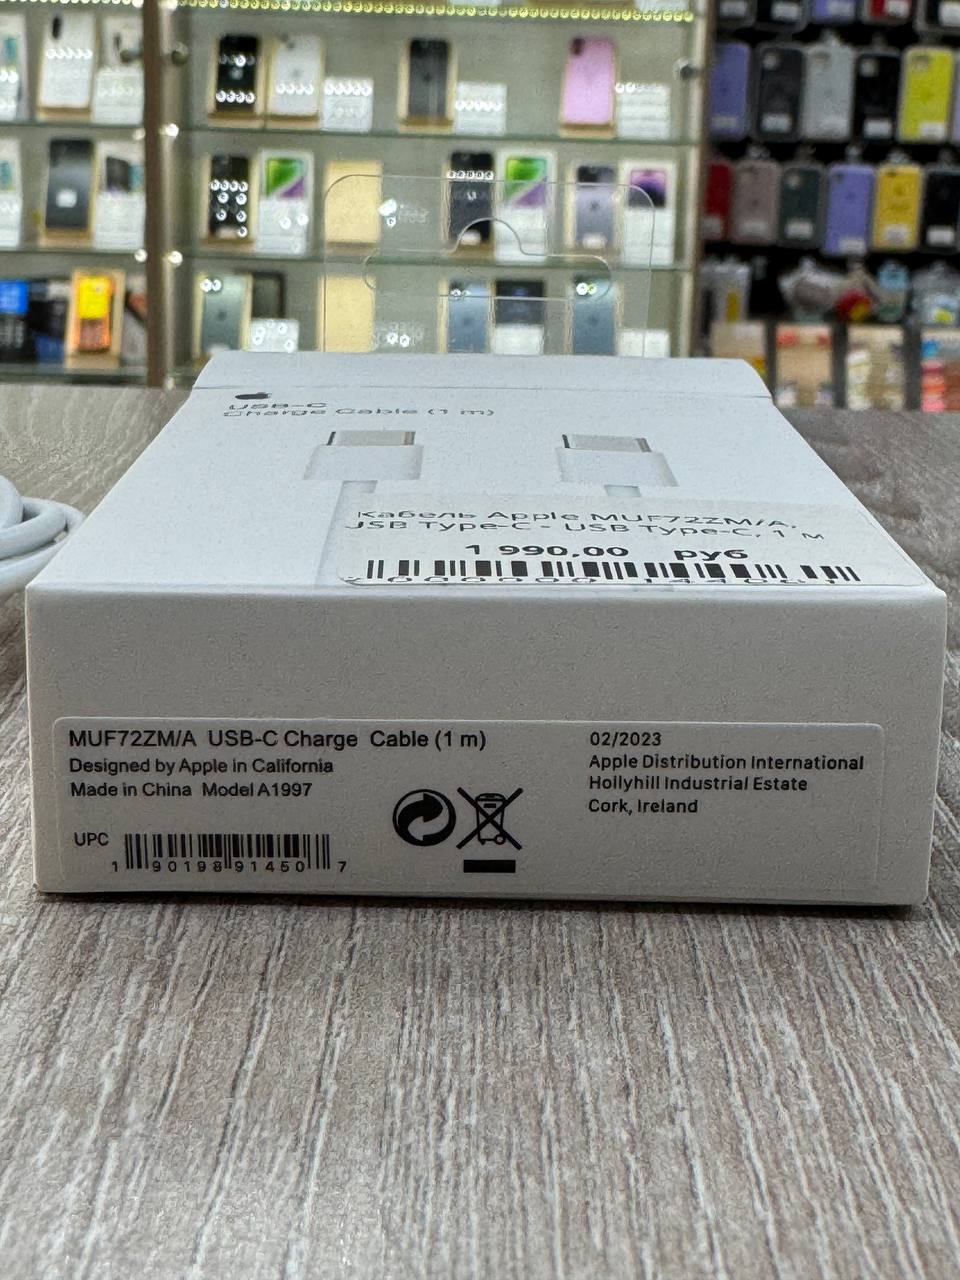 USB-C
Charge Cable (1 m)
Кабель Apple MUF72ZM/A,
USB Type-C - USB Type-C, 1 м
1 990,00 руб
MUF72ZM/A USB-C Charge Cable (1 m)
Designed by Apple in California
Made in China Model A1997
UPC
1 90198 91450 7
02/2023
Apple Distribution International
Hollyhill Industrial Estate
Cork, Ireland